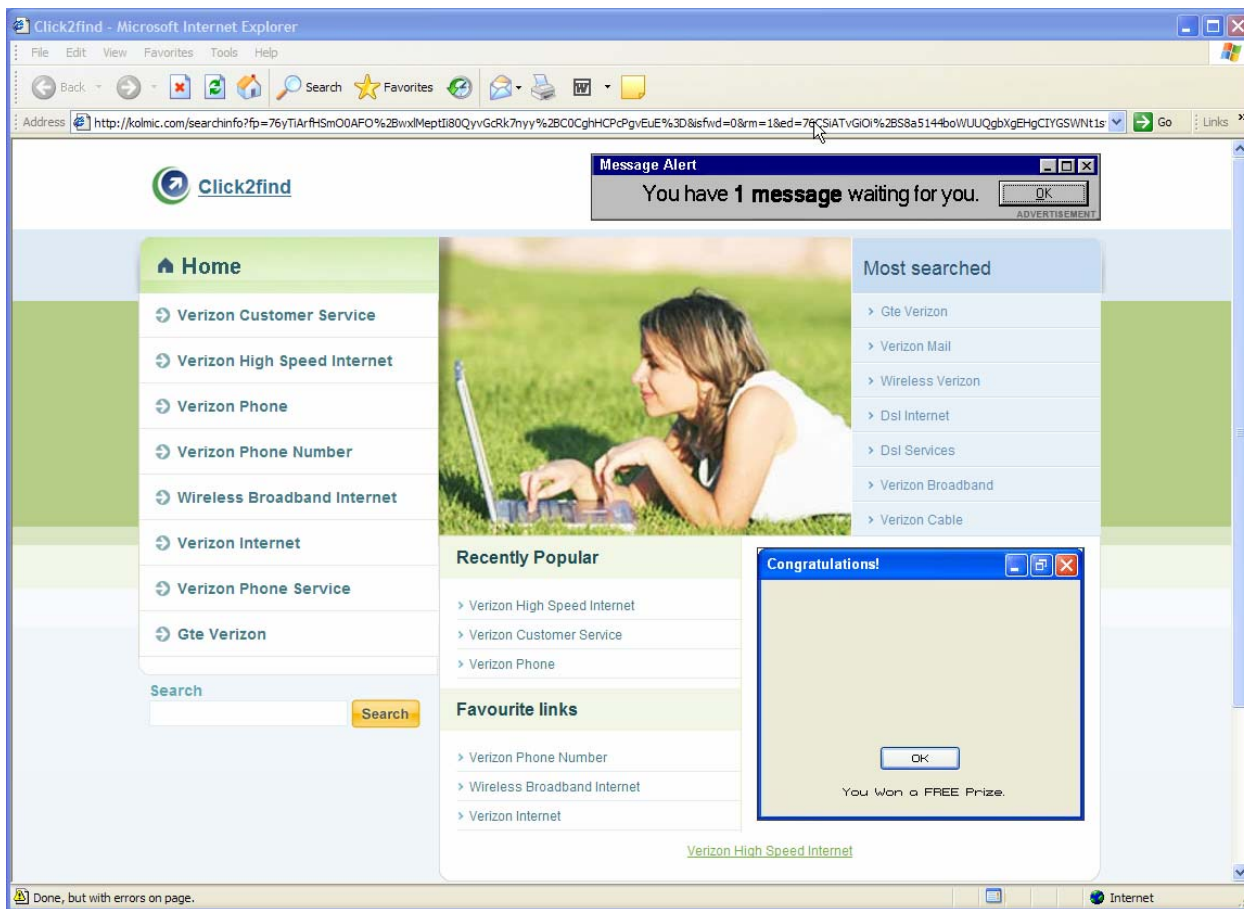 Click2find - Microsoft Internet Explorer
File Edit View Favorites Tools Help
Back Search Favorites
Address http://kolmic.com/searchinfo?fp=76yTiArfHSmO0AFO%2BwxlMeptIi80QyvGcRk7nyy%2BC0CghHCPcPgvEuE%3D&isfwd=0&rm=1&ed=76CSiATvGiOi%2BS8a5144boWUUQgbXgEHgCIYGSWNt1s Go Links
Click2find
Message Alert
You have 1 message waiting for you. OK
ADVERTISEMENT
Home
Verizon Customer Service
Verizon High Speed Internet
Verizon Phone
Verizon Phone Number
Wireless Broadband Internet
Verizon Internet
Verizon Phone Service
Gte Verizon
Search
Search
Most searched
Gte Verizon
Verizon Mail
Wireless Verizon
Dsl Internet
Dsl Services
Verizon Broadband
Verizon Cable
Recently Popular
Verizon High Speed Internet
Verizon Customer Service
Verizon Phone
Favourite links
Verizon Phone Number
Wireless Broadband Internet
Verizon Internet
Congratulations!
OK
You Won a FREE Prize.
Verizon High Speed Internet
Done, but with errors on page.
Internet